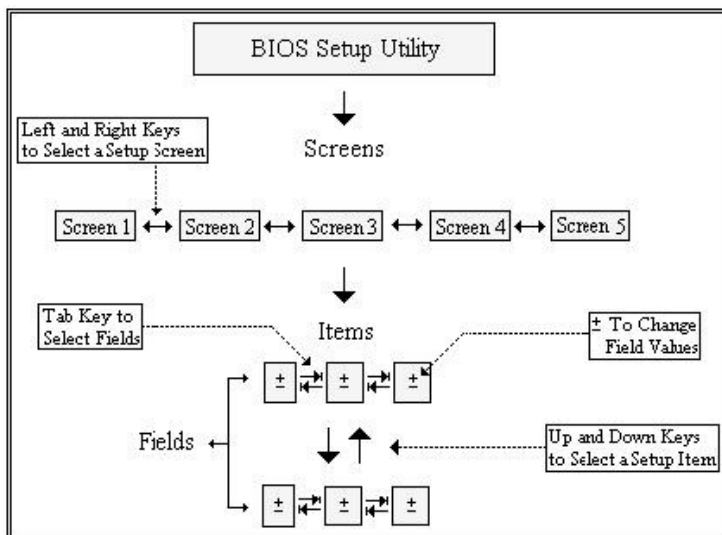 BIOS Setup Utility
Left and Right Keys
to Select a Setup Screen
Screens
Screen 1
Screen 2
Screen 3
Screen 4
Screen 5
Tab Key to
Select Fields
Items
± To Change
Field Values
±
±
±
Fields
Up and Down Keys
to Select a Setup Item
±
±
±